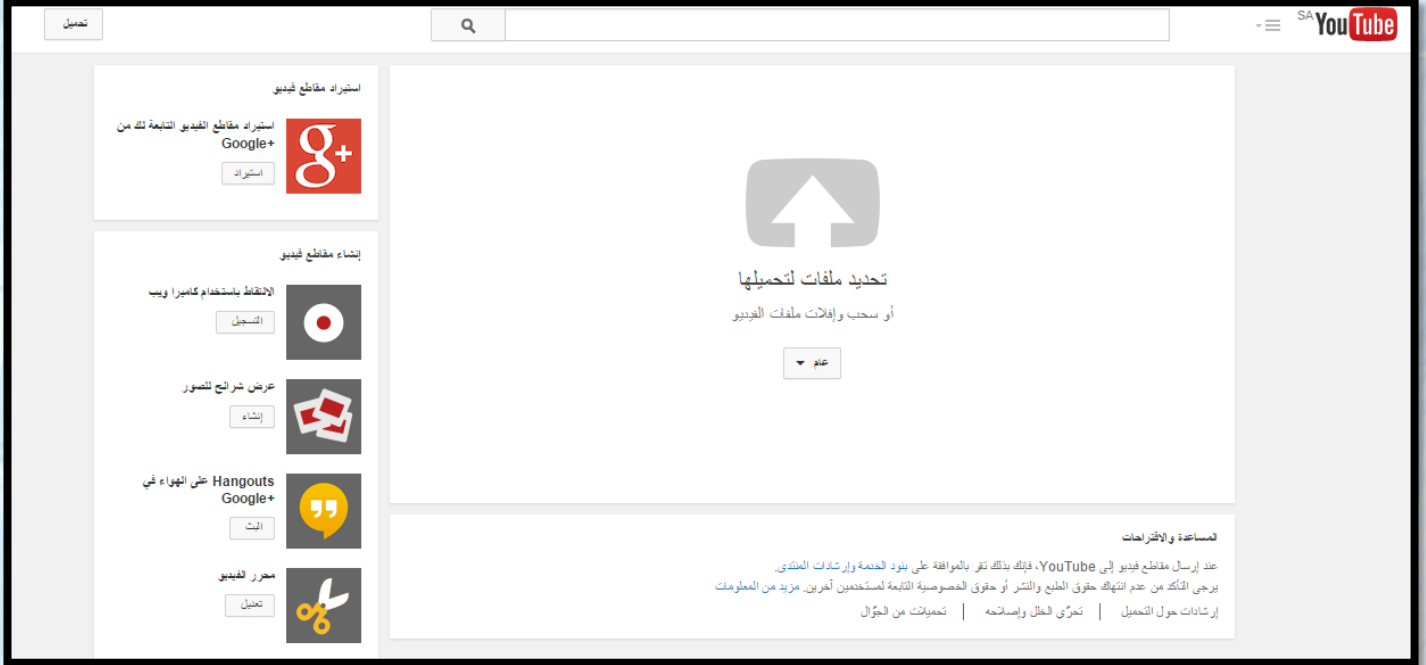 YouTube SA
تحميل
تحديد ملفات لتحميلها
أو سحب وإفلات ملفات الفيديو
عام
المساعدة والاقتراحات
عند إرسال مقاطع فيديو إلى YouTube، فإنك بذلك تقر بالموافقة على بنود الخدمة وإرشادات المنتدى.
يرجى التأكد من عدم انتهاك حقوق الطبع والنشر أو حقوق الخصوصية التابعة لمستخدمين آخرين. مزيد من المعلومات
إرشادات حول التحميل | تحرّي الخلل وإصلاحه | تحميلات من الجوّال
استيراد مقاطع فيديو
استيراد مقاطع الفيديو التابعة لك من
Google+
استيراد
إنشاء مقاطع فيديو
الالتقاط باستخدام كاميرا ويب
التسجيل
عرض شرائح للصور
إنشاء
Hangouts على الهواء في
Google+
البث
محرر الفيديو
تعديل